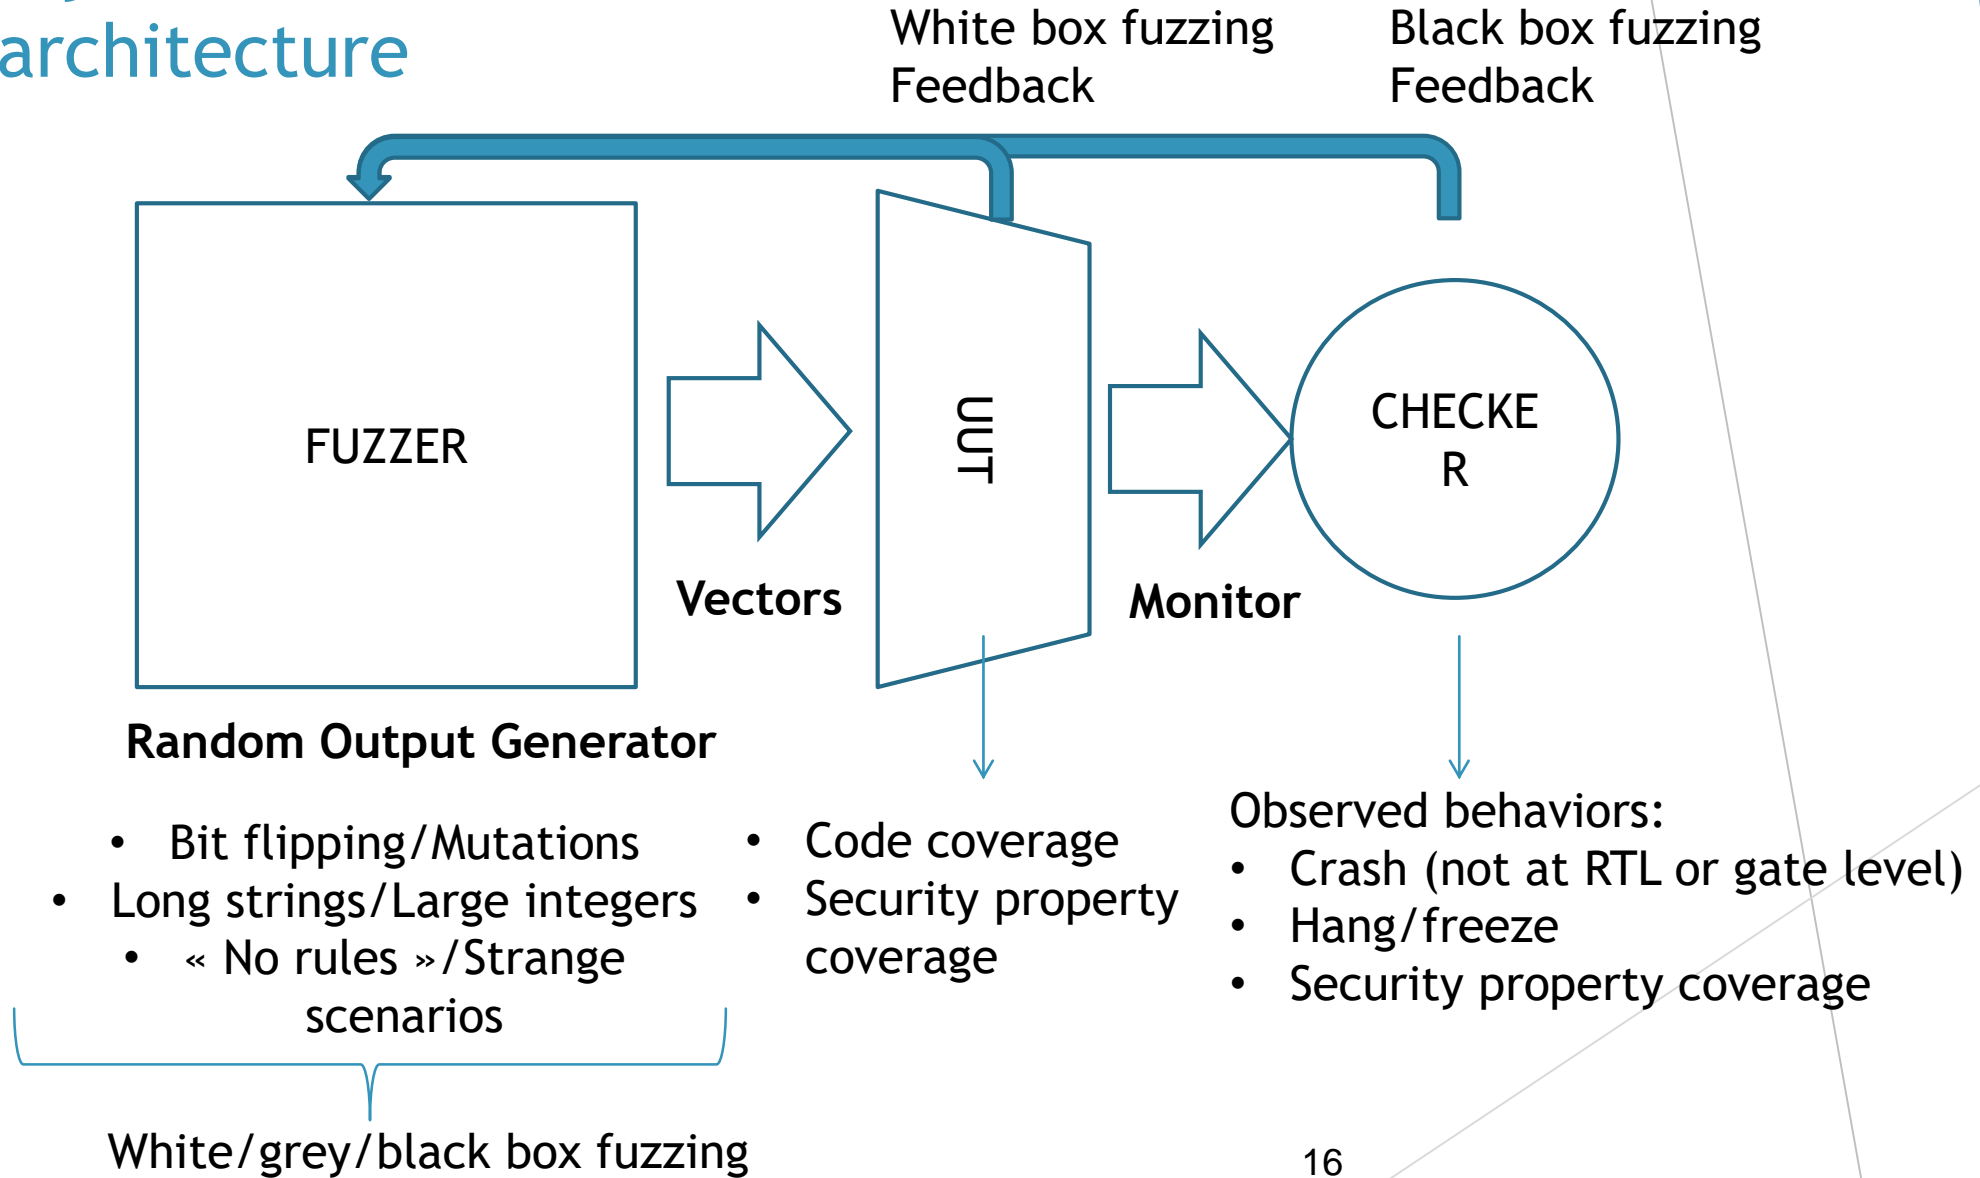 architecture
White box fuzzing
Feedback
Black box fuzzing
Feedback
FUZZER
UUT
CHECKE
R
Vectors
Monitor
Random Output Generator
• Bit flipping/Mutations
• Long strings/Large integers
• « No rules »/Strange
scenarios
• Code coverage
• Security property
coverage
Observed behaviors:
• Crash (not at RTL or gate level)
• Hang/freeze
• Security property coverage
White/grey/black box fuzzing
16